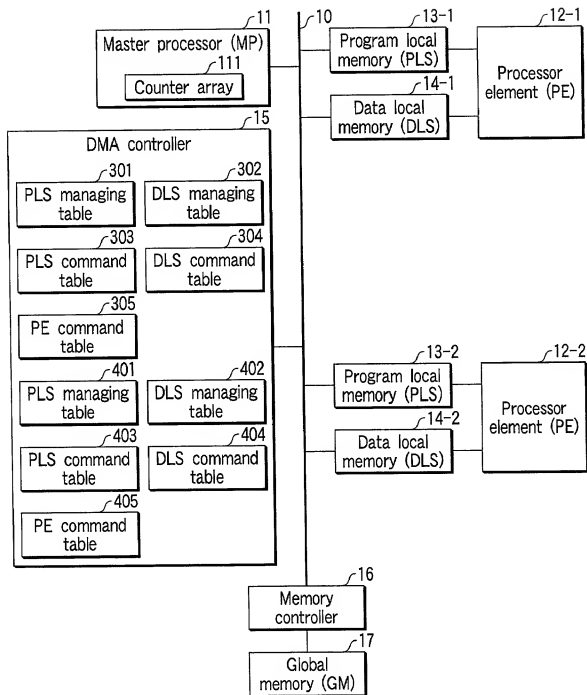 11
Master processor (MP)
111
Counter array
10
13-1
Program local
memory (PLS)
14-1
Data local
memory (DLS)
12-1
Processor
element (PE)
15
DMA controller
301
PLS managing
table
302
DLS managing
table
303
PLS command
table
304
DLS command
table
305
PE command
table
401
PLS managing
table
402
DLS managing
table
403
PLS command
table
404
DLS command
table
405
PE command
table
13-2
Program local
memory (PLS)
14-2
Data local
memory (DLS)
12-2
Processor
element (PE)
16
Memory
controller
17
Global
memory (GM)